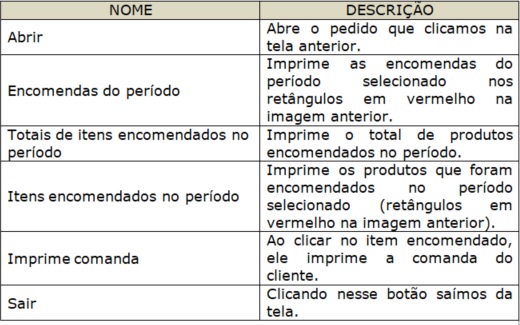 NOME DESCRIÇÃO
Abrir
Abre o pedido que clicamos na
tela anterior.
Encomendas do período
Imprime as encomendas do
período selecionado nos
retângulos em vermelho na
imagem anterior.
Totais de itens encomendados no
período
Imprime o total de produtos
encomendados no período.
Itens encomendados no período
Imprime os produtos que foram
encomendados no período
selecionado (retângulos em
vermelho na imagem anterior).
Imprime comanda
Ao clicar no item encomendado,
ele imprime a comanda do
cliente.
Sair
Clicando nesse botão saímos da
tela.